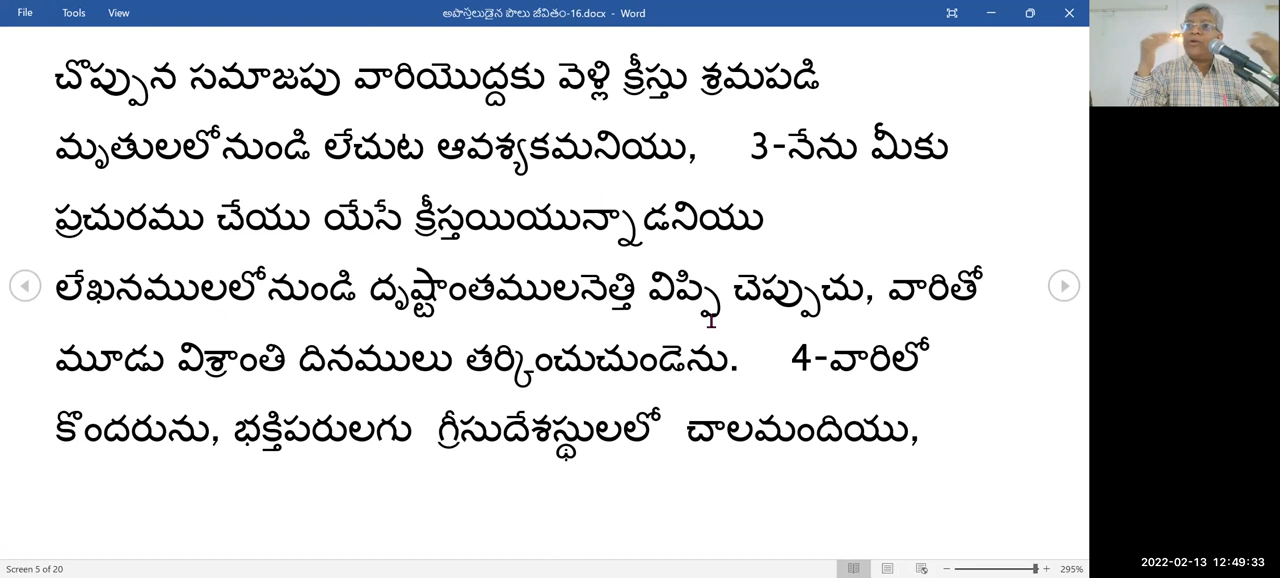 File Tools View అపొస్తలుడైన పౌలు జీవితం-16.docx - Word
చొప్పున సమాజపు వారియొద్దకు వెళ్లి క్రీస్తు శ్రమపడి
మృతులలోనుండి లేచుట ఆవశ్యకమనియు, 3-నేను మీకు
ప్రచురము చేయు యేసే క్రీస్తయియున్నాడనియు
లేఖనములలోనుండి దృష్టాంతములనెత్తి విప్పి చెప్పుచు, వారితో
మూడు విశ్రాంతి దినములు తర్కించుచుండెను. 4-వారిలో
కొందరును, భక్తిపరులగు గ్రీసుదేశస్థులలో చాలమందియు,
2022-02-13 12:49:33
Screen 5 of 20 295%